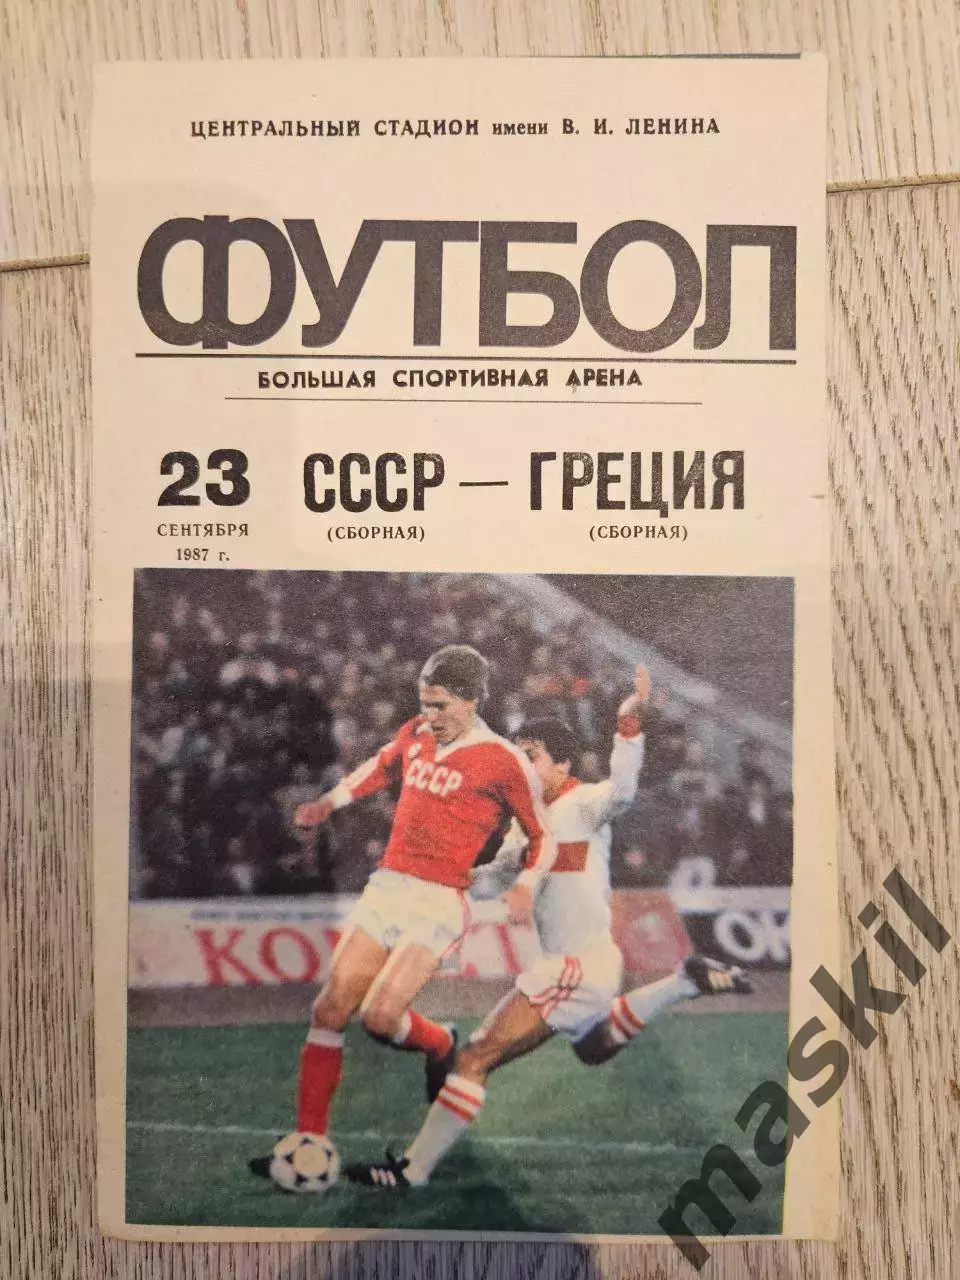 ЦЕНТРАЛЬНЫЙ СТАДИОН имени В. И. ЛЕНИНА
ФУТБОЛ
БОЛЬШАЯ СПОРТИВНАЯ АРЕНА
23 СССР — ГРЕЦИЯ
СЕНТЯБРЯ (СБОРНАЯ) (СБОРНАЯ)
1987 г.
СССР
maskil